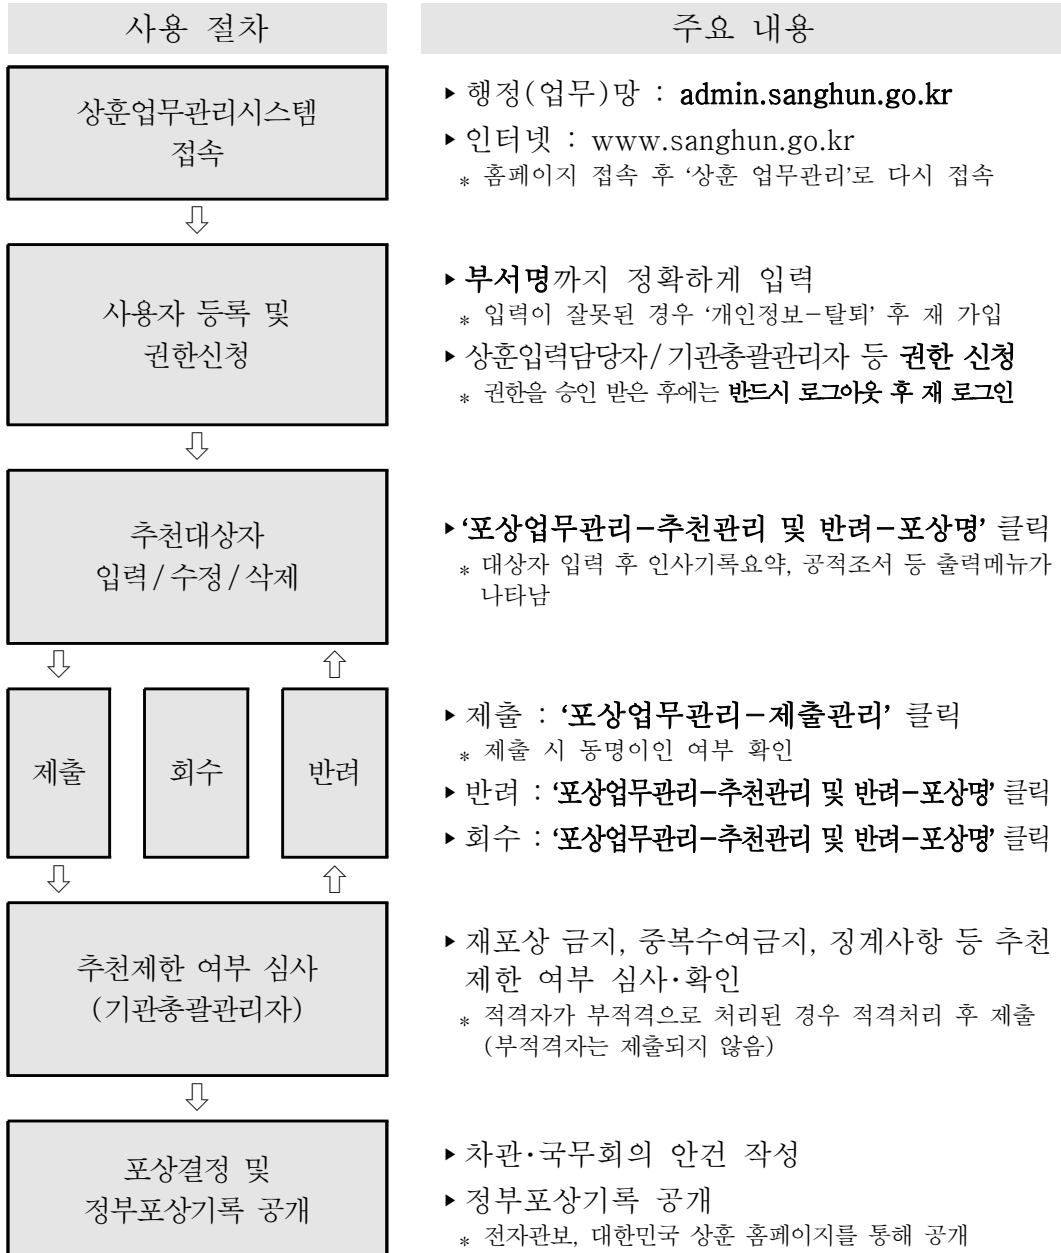 사용 절차
주요 내용
상훈업무관리시스템
접속
▸ 행정(업무)망 : admin.sanghun.go.kr
▸ 인터넷 : www.sanghun.go.kr
* 홈페이지 접속 후 ‘상훈 업무관리’로 다시 접속
⇩
사용자 등록 및
권한신청
▸ 부서명까지 정확하게 입력
* 입력이 잘못된 경우 ‘개인정보-탈퇴’ 후 재 가입
▸ 상훈입력담당자/기관총괄관리자 등 권한 신청
* 권한을 승인 받은 후에는 반드시 로그아웃 후 재 로그인
⇩
추천대상자
입력/수정/삭제
▸ ‘포상업무관리-추천관리 및 반려-포상명’ 클릭
* 대상자 입력 후 인사기록요약, 공적조서 등 출력메뉴가
나타남
⇩ ⇧
제출
회수
반려
▸ 제출 : ‘포상업무관리-제출관리’ 클릭
* 제출 시 동명이인 여부 확인
▸ 반려 : ‘포상업무관리-추천관리 및 반려-포상명’ 클릭
▸ 회수 : ‘포상업무관리-추천관리 및 반려-포상명’ 클릭
⇩ ⇧
추천제한 여부 심사
(기관총괄관리자)
▸ 재포상 금지, 중복수여금지, 징계사항 등 추천
제한 여부 심사·확인
* 적격자가 부적격으로 처리된 경우 적격처리 후 제출
(부적격자는 제출되지 않음)
⇩
포상결정 및
정부포상기록 공개
▸ 차관·국무회의 안건 작성
▸ 정부포상기록 공개
* 전자관보, 대한민국 상훈 홈페이지를 통해 공개